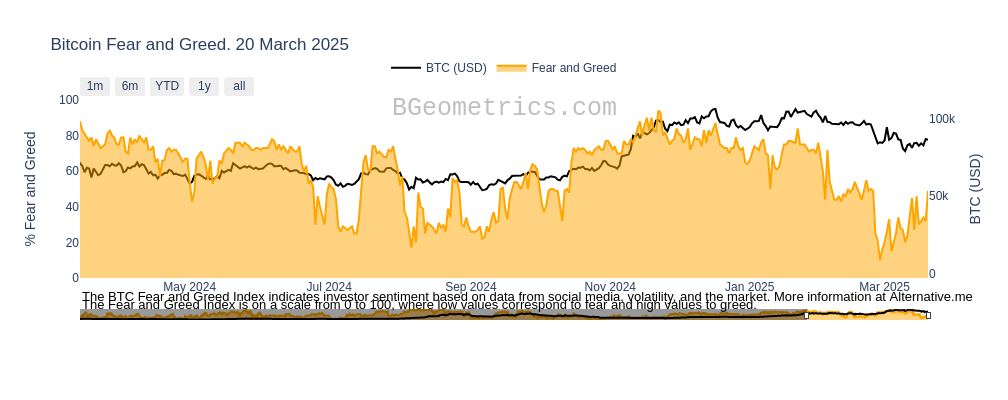 Bitcoin Fear and Greed. 20 March 2025
BTC (USD) Fear and Greed
1m 6m YTD 1y all
BGeometrics.com
100
80
60
40
20
0
% Fear and Greed
100k
50k
0
BTC (USD)
May 2024 Jul 2024 Sep 2024 Nov 2024 Jan 2025 Mar 2025
The BTC Fear and Greed Index indicates investor sentiment based on data from social media, volatility, and the market. More information at Alternative.me
The Fear and Greed Index is on a scale from 0 to 100, where low values correspond to fear and high values to greed.